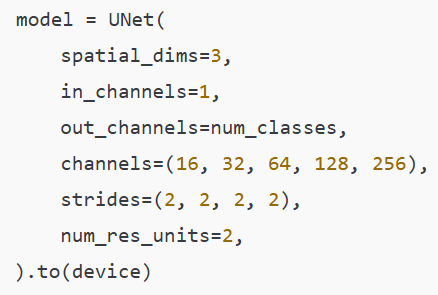 model = UNet(
    spatial_dims=3,
    in_channels=1,
    out_channels=num_classes,
    channels=(16, 32, 64, 128, 256),
    strides=(2, 2, 2, 2),
    num_res_units=2,
).to(device)